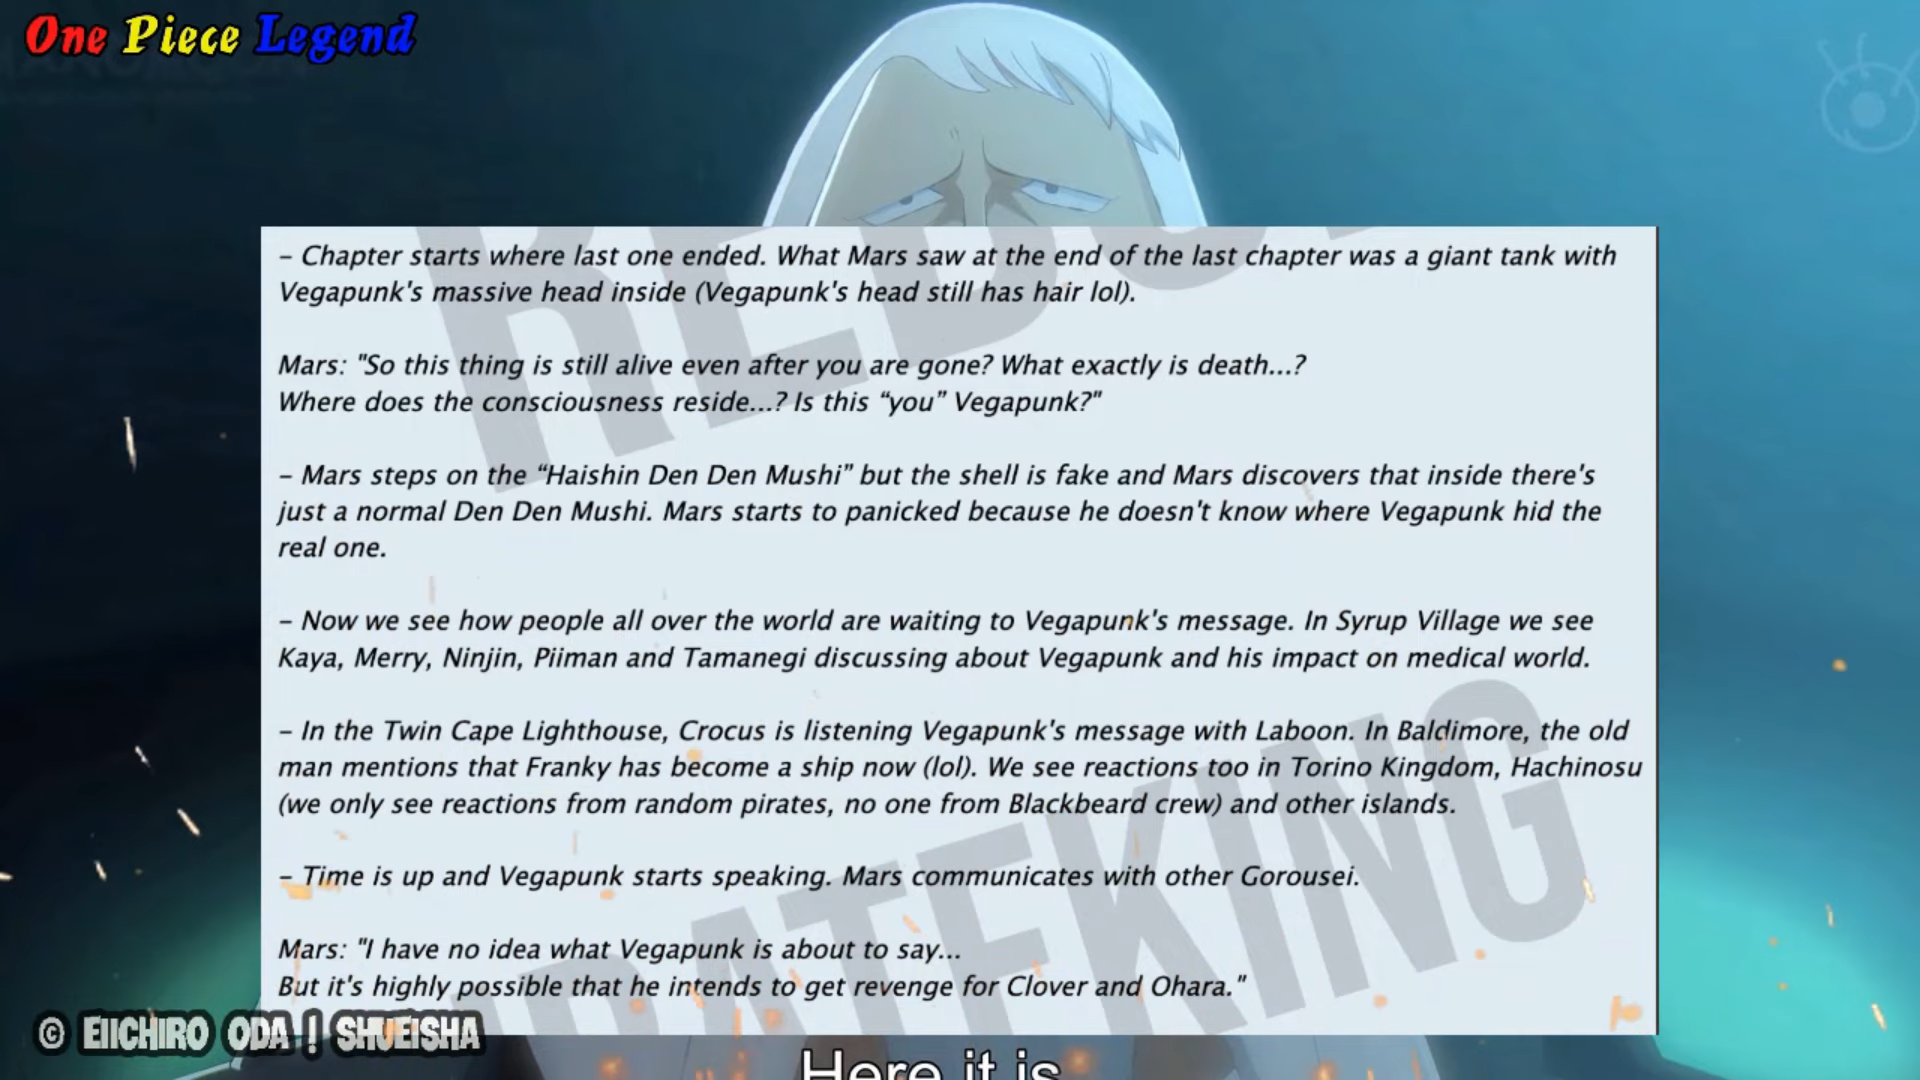 One Piece Legend
– Chapter starts where last one ended. What Mars saw at the end of the last chapter was a giant tank with
Vegapunk's massive head inside (Vegapunk's head still has hair lol).
Mars: "So this thing is still alive even after you are gone? What exactly is death...?
Where does the consciousness reside...? Is this “you” Vegapunk?"
– Mars steps on the “Haishin Den Den Mushi” but the shell is fake and Mars discovers that inside there's
just a normal Den Den Mushi. Mars starts to panicked because he doesn't know where Vegapunk hid the
real one.
– Now we see how people all over the world are waiting to Vegapunk's message. In Syrup Village we see
Kaya, Merry, Ninjin, Piiman and Tamanegi discussing about Vegapunk and his impact on medical world.
– In the Twin Cape Lighthouse, Crocus is listening Vegapunk's message with Laboon. In Baldimore, the old
man mentions that Franky has become a ship now (lol). We see reactions too in Torino Kingdom, Hachinosu
(we only see reactions from random pirates, no one from Blackbeard crew) and other islands.
– Time is up and Vegapunk starts speaking. Mars communicates with other Gorousei.
Mars: "I have no idea what Vegapunk is about to say...
But it's highly possible that he intends to get revenge for Clover and Ohara."
© EIICHIRO ODA | SHUEISHA
Here it is